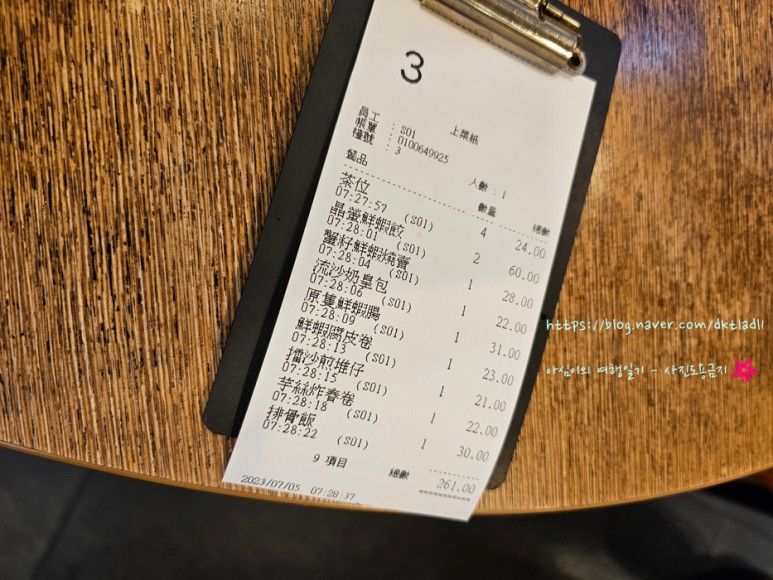 3
上菜紙
員工 : S01
帳單 : 0100649925
檯號 : 3 人數 : 1
餐品 數量 總數
茶位 4 24.00
07:27:57 (S01)
晶瑩鮮蝦餃 2 60.00
07:28:01 (S01)
蟹籽鮮蝦燒賣 1 28.00
07:28:04 (S01)
流沙奶皇包 1 22.00
07:28:06 (S01)
原隻鮮蝦腸 1 31.00
07:28:09 (S01)
鮮蝦腐皮卷 1 23.00
07:28:13 (S01)
擂沙煎堆仔 1 21.00
07:28:15 (S01)
芋絲炸春卷 1 22.00
07:28:18 (S01)
排骨飯 1 30.00
07:28:22 (S01)
9 項目 總數 261.00
2023/07/05 07:28:37
https://blog.naver.com/dktladl1
아심이의 여행일기 - 사진도용금지